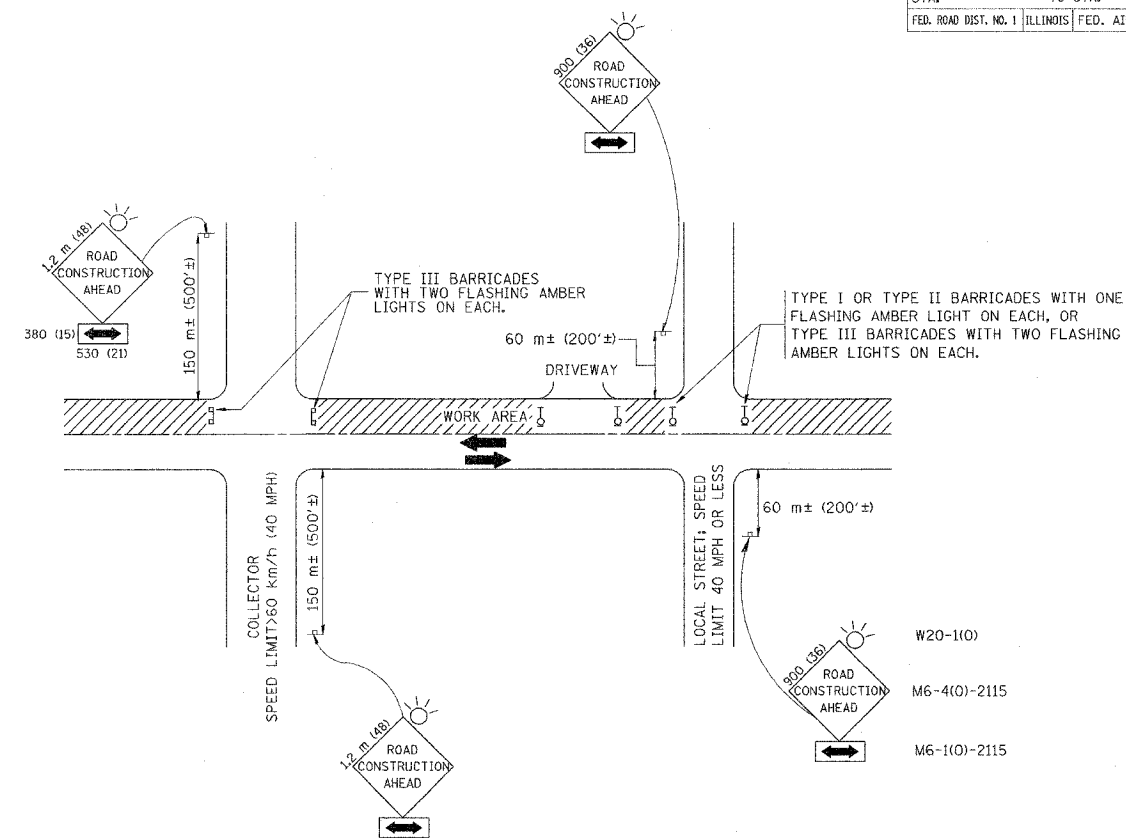 FED. ROAD DIST. NO. 1 ILLINOIS FED. AI
900 (36)
ROAD
CONSTRUCTION
AHEAD
1.2 m (48)
ROAD
CONSTRUCTION
AHEAD
380 (15)
530 (21)
150 m± (500'±)
TYPE III BARRICADES
WITH TWO FLASHING AMBER
LIGHTS ON EACH.
60 m± (200'±)
DRIVEWAY
TYPE I OR TYPE II BARRICADES WITH ONE
FLASHING AMBER LIGHT ON EACH, OR
TYPE III BARRICADES WITH TWO FLASHING
AMBER LIGHTS ON EACH.
WORK AREA
COLLECTOR
SPEED LIMIT>60 km/h (40 MPH)
150 m± (500'±)
LOCAL STREET: SPEED
LIMIT 40 MPH OR LESS
60 m± (200'±)
1.2 m (48)
ROAD
CONSTRUCTION
AHEAD
900 (36)
ROAD
CONSTRUCTION
AHEAD
W20-1(O)
M6-4(O)-2115
M6-1(O)-2115